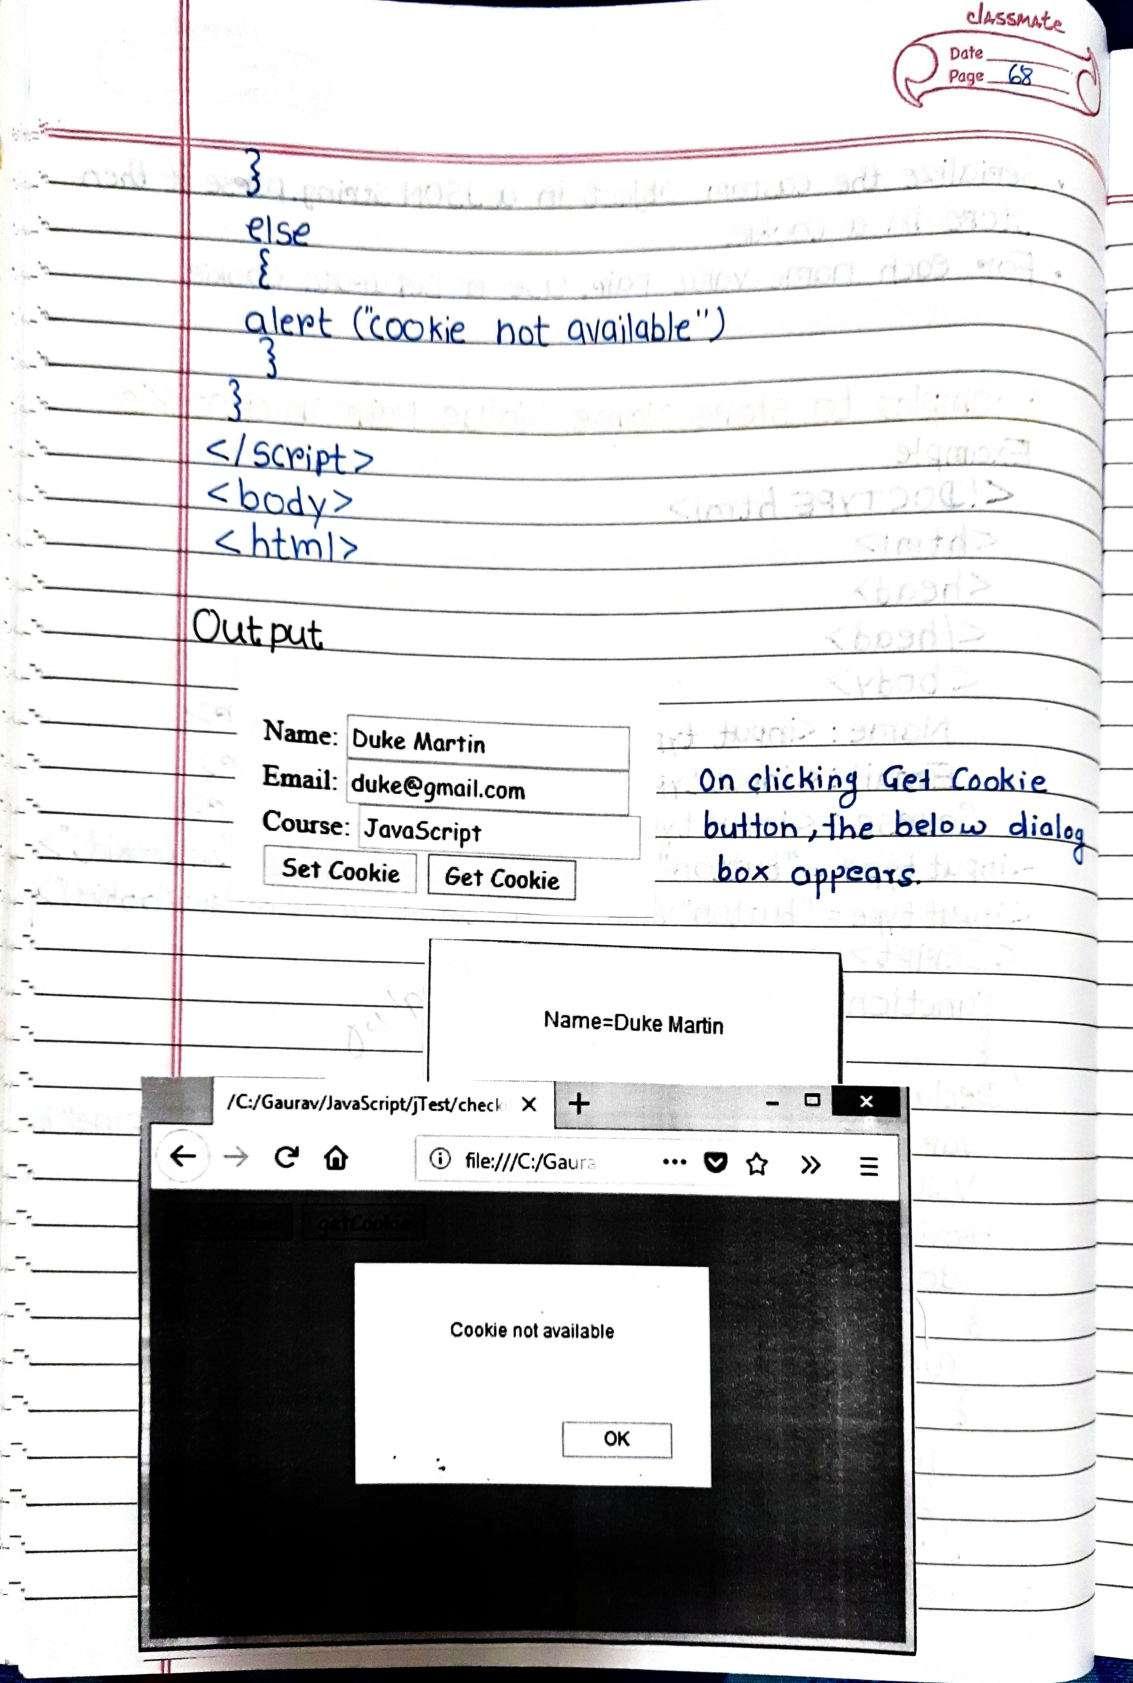 classmate
Date
Page 68
}
else
{
alert ("cookie not available")
}
}
</script>
<body>
<html>
Output
Name: Duke Martin
Email: duke@gmail.com
Course: JavaScript
Set Cookie Get Cookie
On clicking Get Cookie
button, the below dialog
box appears.
Name=Duke Martin
/C:/Gaurav/JavaScript/jTest/check
file:///C:/Gaura
getCookie
Cookie not available
OK